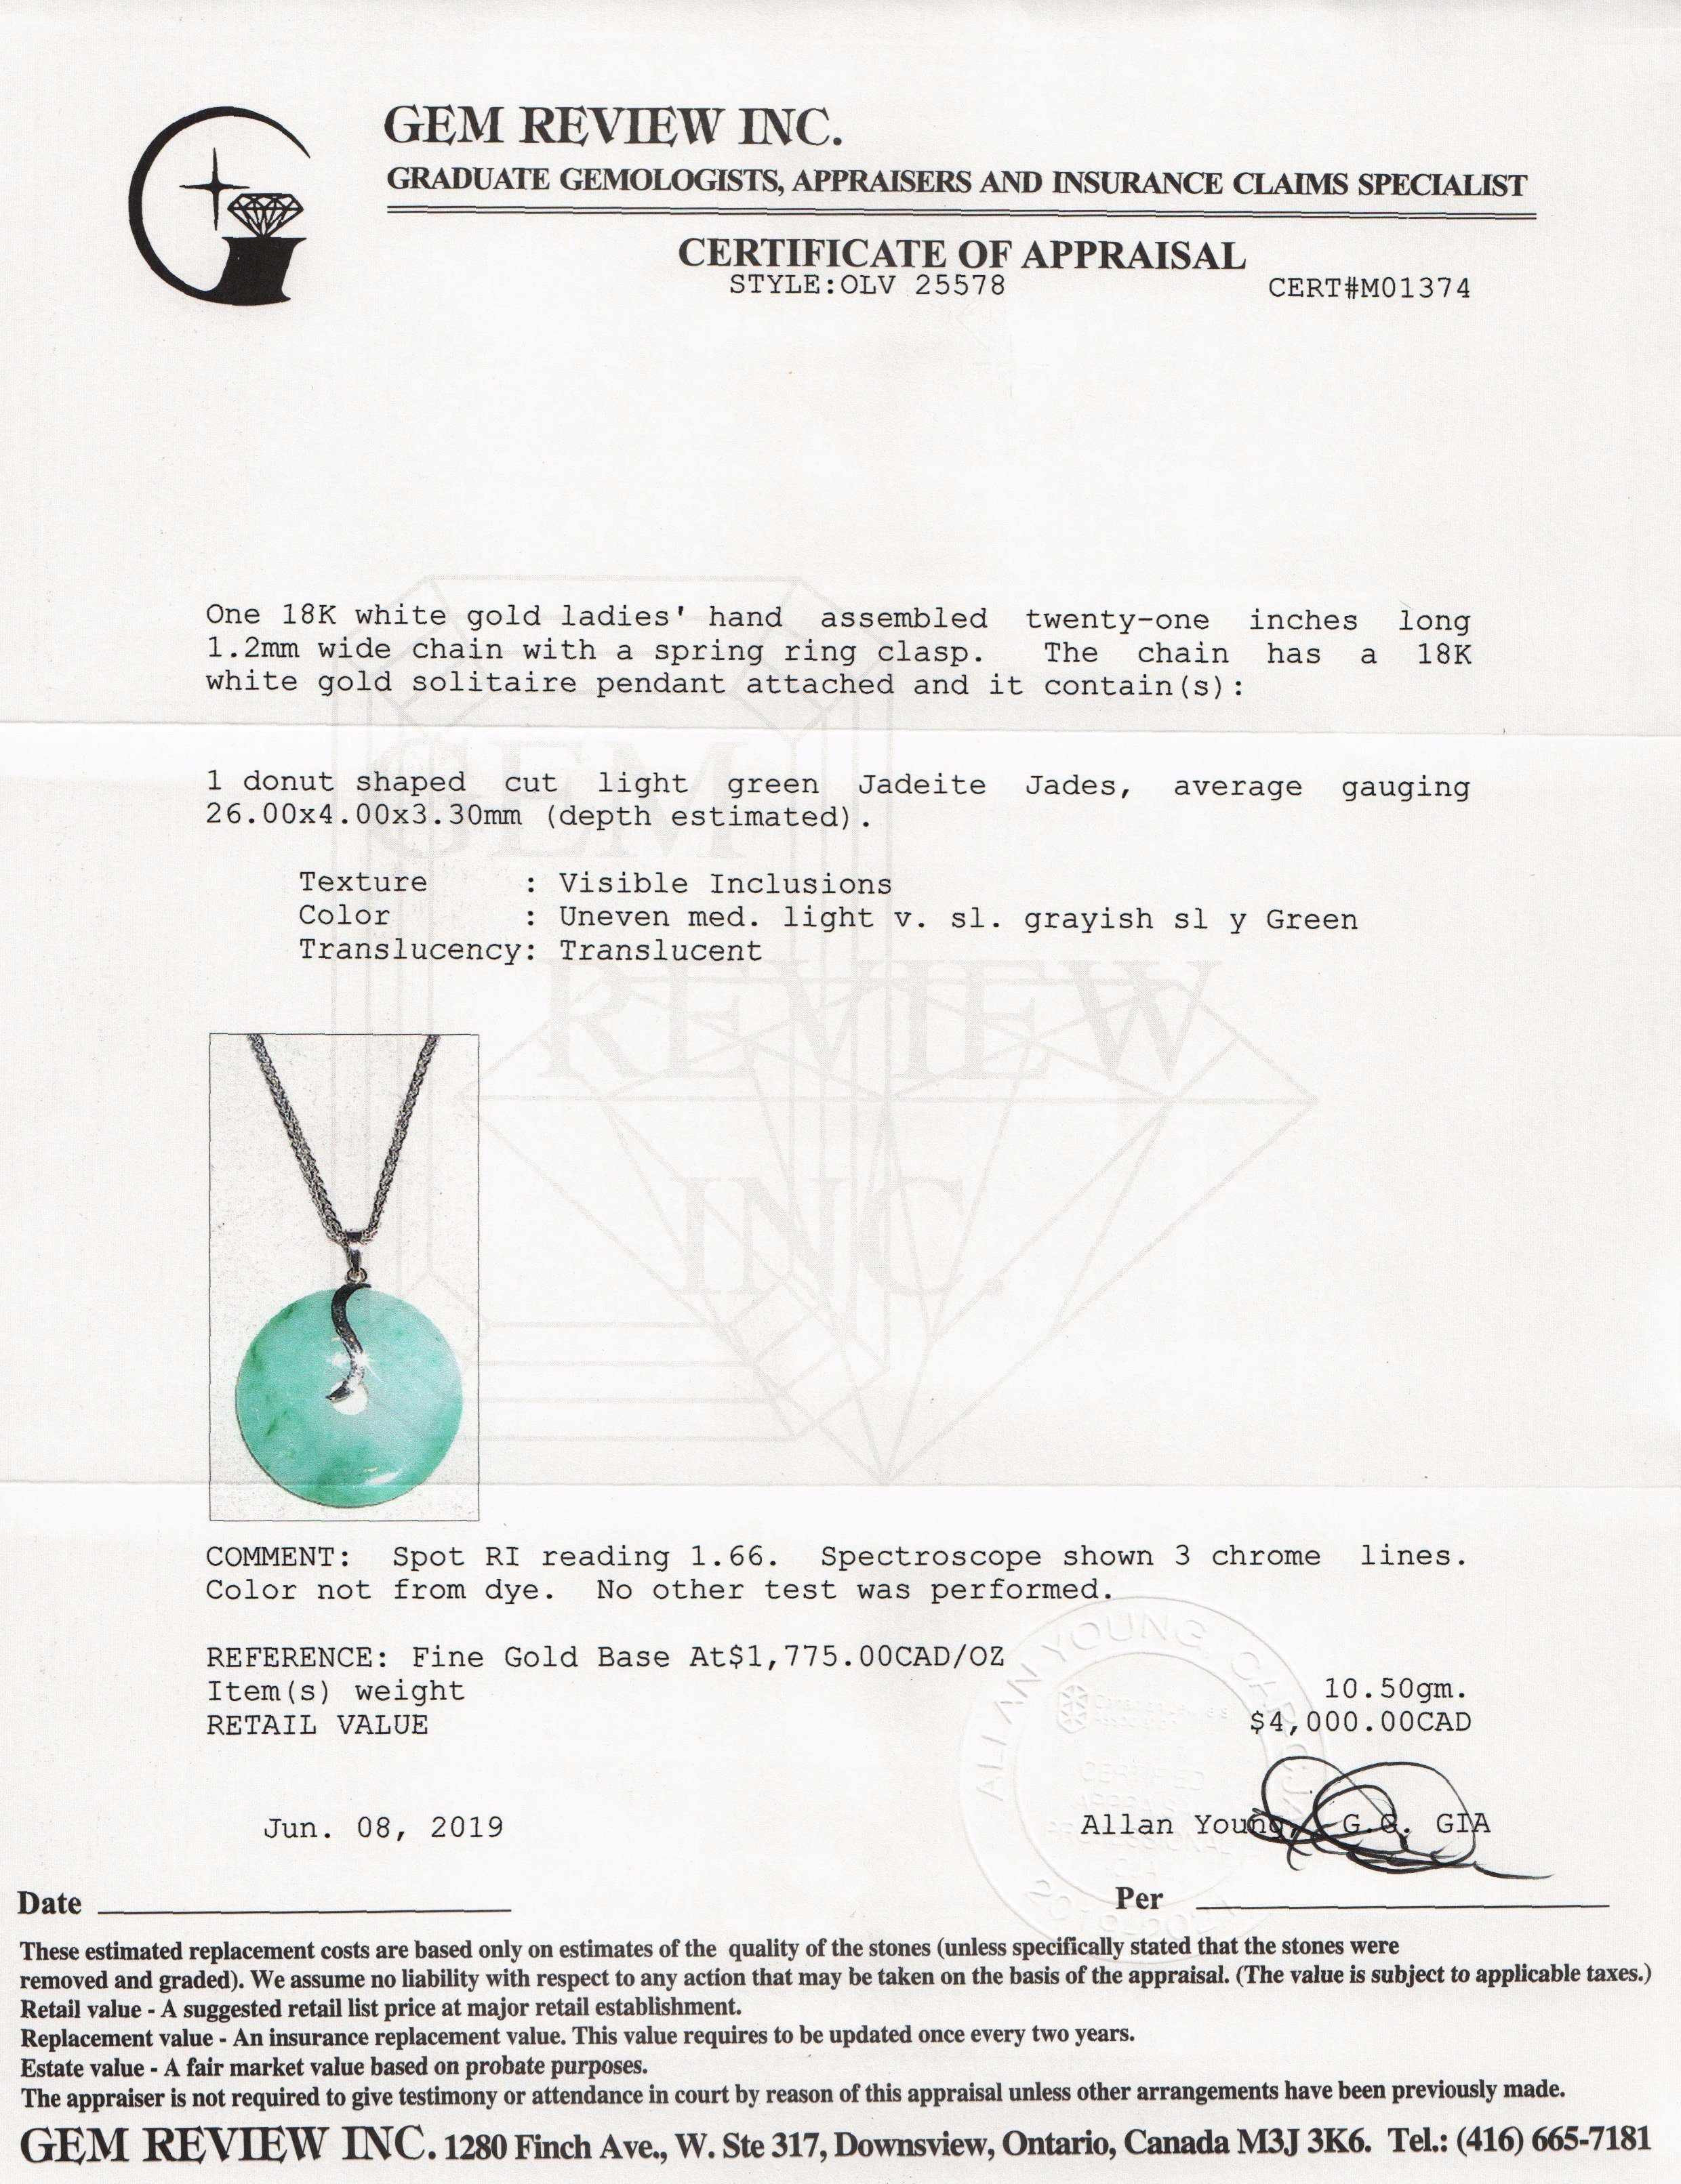 GEM REVIEW INC.
GRADUATE GEMOLOGISTS, APPRAISERS AND INSURANCE CLAIMS SPECIALIST
CERTIFICATE OF APPRAISAL
STYLE:OLV 25578 CERT#M01374
One 18K white gold ladies' hand assembled twenty-one inches long
1.2mm wide chain with a spring ring clasp. The chain has a 18K
white gold solitaire pendant attached and it contain(s):
1 donut shaped cut light green Jadeite Jades, average gauging
26.00x4.00x3.30mm (depth estimated).
Texture : Visible Inclusions
Color : Uneven med. light v. sl. grayish sl y Green
Translucency: Translucent
GEM
REVIEW
INC.
COMMENT: Spot RI reading 1.66. Spectroscope shown 3 chrome lines.
Color not from dye. No other test was performed.
REFERENCE: Fine Gold Base At$1,775.00CAD/OZ
Item(s) weight 10.50gm.
RETAIL VALUE $4,000.00CAD
ALLAN YOUNG
CERTIFIED
Jun. 08, 2019 Allan Young, G.G. GIA
Date Per
These estimated replacement costs are based only on estimates of the quality of the stones (unless specifically stated that the stones were
removed and graded). We assume no liability with respect to any action that may be taken on the basis of the appraisal. (The value is subject to applicable taxes.)
Retail value - A suggested retail list price at major retail establishment.
Replacement value - An insurance replacement value. This value requires to be updated once every two years.
Estate value - A fair market value based on probate purposes.
The appraiser is not required to give testimony or attendance in court by reason of this appraisal unless other arrangements have been previously made.
GEM REVIEW INC. 1280 Finch Ave., W. Ste 317, Downsview, Ontario, Canada M3J 3K6. Tel.: (416) 665-7181